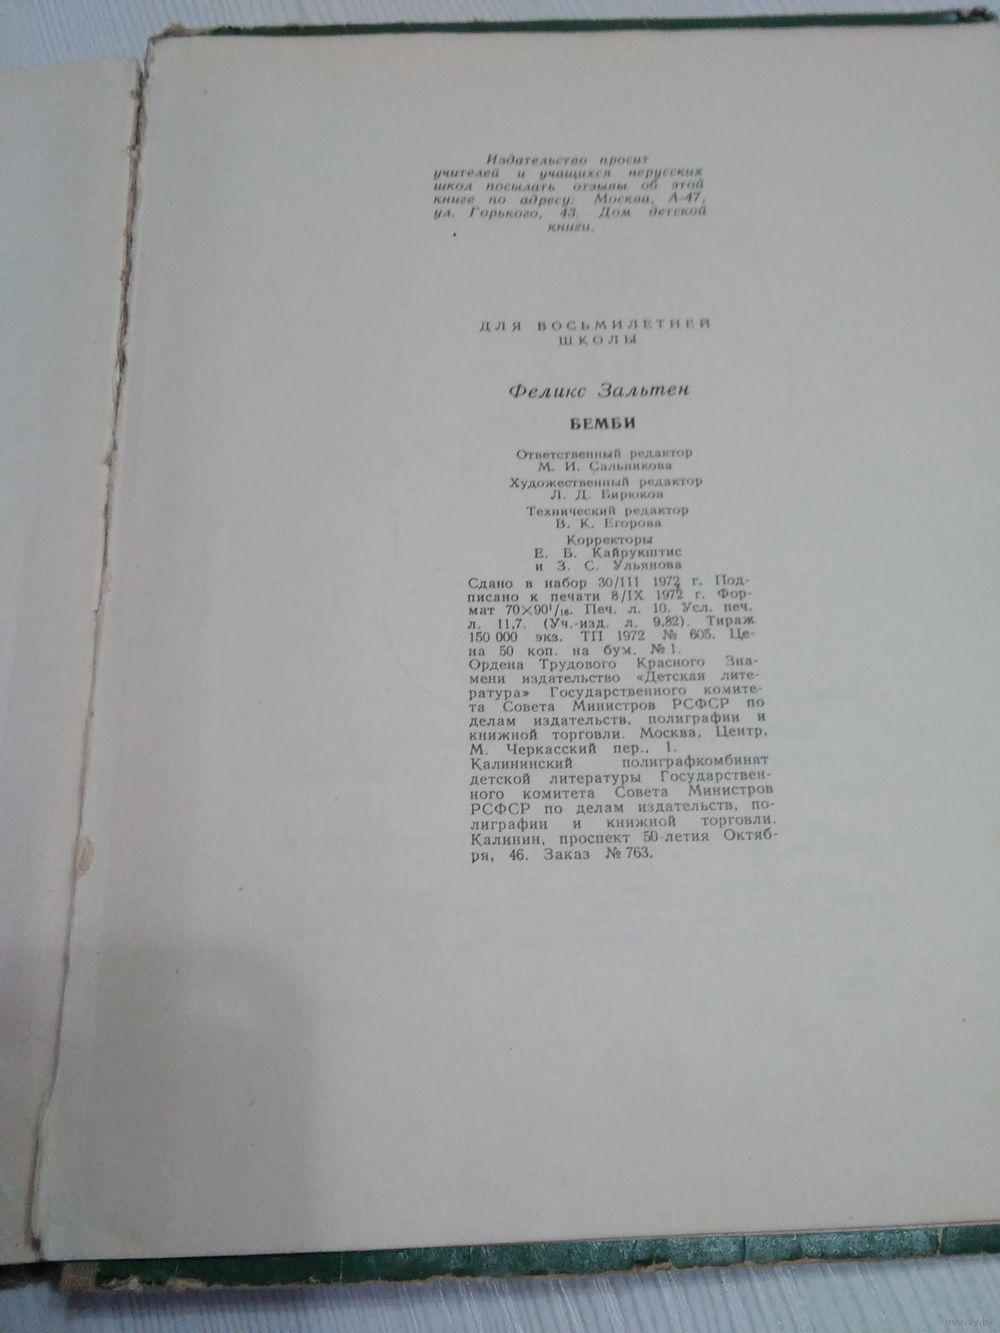 Издательство просит
учителей и учащихся нерусских
школ посылать отзывы об этой
книге по адресу: Москва, А-47,
ул. Горького, 43. Дом детской
книги.
ДЛЯ ВОСЬМИЛЕТНЕЙ
ШКОЛЫ
Феликс Зальтен
БЕМБИ
Ответственный редактор
М. И. Сальникова
Художественный редактор
Л. Д. Бирюков
Технический редактор
В. К. Егорова
Корректоры
Е. Б. Кайрукштис
и З. С. Ульянова
Сдано в набор 30/III 1972 г. Под-
писано к печати 8/IX 1972 г. Фор-
мат 70×90¹/₁₆. Печ. л. 10. Усл. печ.
л. 11,7. (Уч.-изд. л. 9,82). Тираж
150 000 экз. ТП 1972 № 605. Це-
на 50 коп. на бум. № 1.
Ордена Трудового Красного Зна-
мени издательство «Детская лите-
ратура» Государственного комите-
та Совета Министров РСФСР по
делам издательств, полиграфии и
книжной торговли. Москва, Центр,
М. Черкасский пер., 1.
Калининский полиграфкомбинат
детской литературы Государствен-
ного комитета Совета Министров
РСФСР по делам издательств, по-
лиграфии и книжной торговли.
Калинин, проспект 50-летия Октяб-
ря, 46. Заказ № 763.
www.ay.by